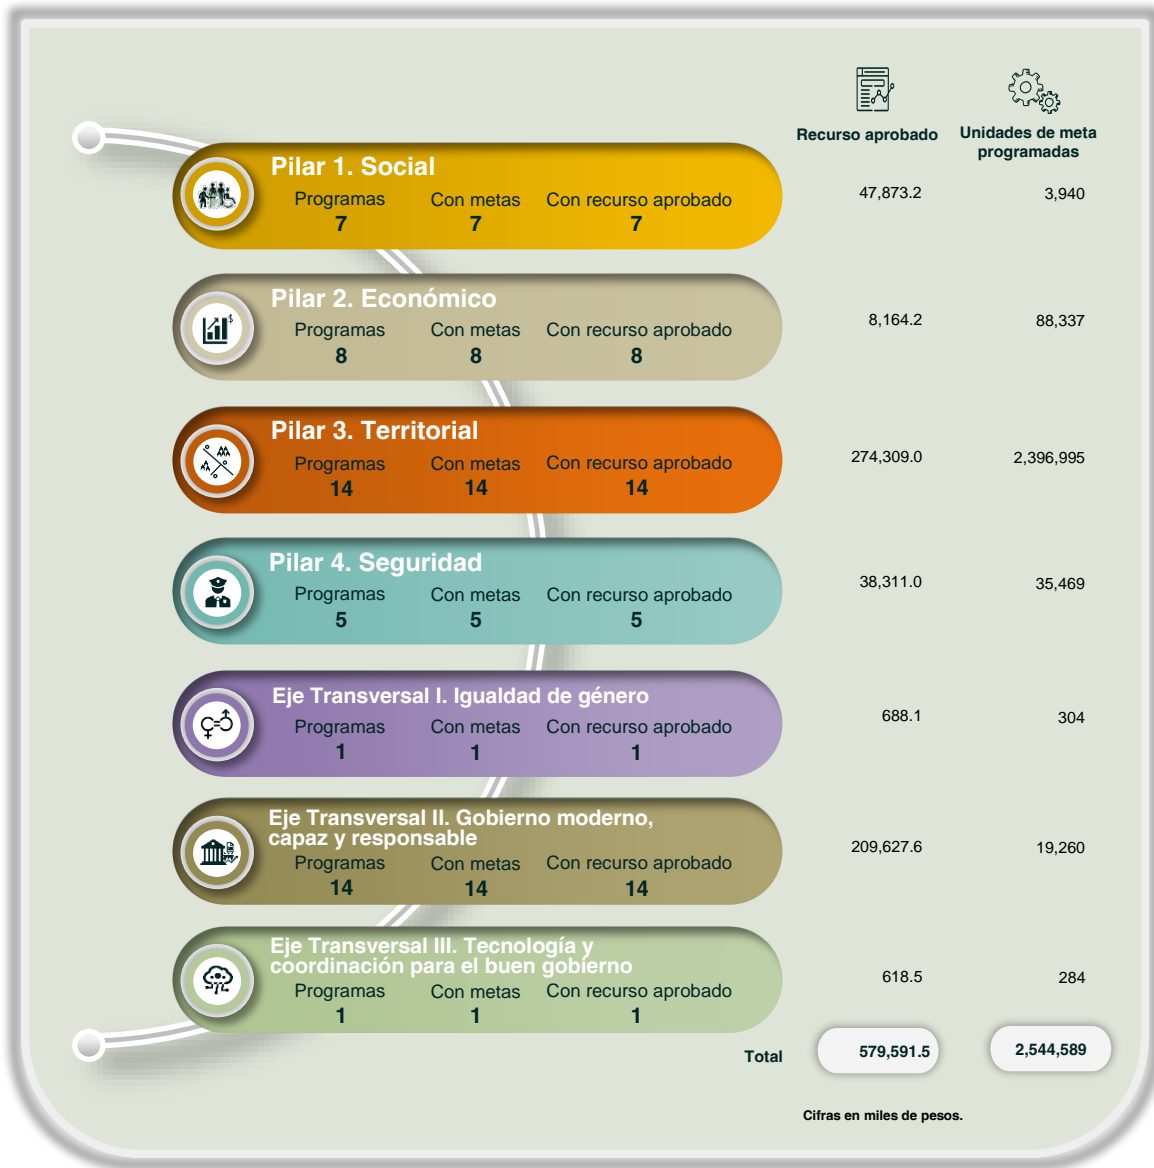 Recurso aprobado
Unidades de meta
programadas
Pilar 1. Social
Programas Con metas Con recurso aprobado
7 7 7
47,873.2 3,940
Pilar 2. Económico
Programas Con metas Con recurso aprobado
8 8 8
8,164.2 88,337
Pilar 3. Territorial
Programas Con metas Con recurso aprobado
14 14 14
274,309.0 2,396,995
Pilar 4. Seguridad
Programas Con metas Con recurso aprobado
5 5 5
38,311.0 35,469
Eje Transversal I. Igualdad de género
Programas Con metas Con recurso aprobado
1 1 1
688.1 304
Eje Transversal II. Gobierno moderno,
capaz y responsable
Programas Con metas Con recurso aprobado
14 14 14
209,627.6 19,260
Eje Transversal III. Tecnología y
coordinación para el buen gobierno
Programas Con metas Con recurso aprobado
1 1 1
618.5 284
Total 579,591.5 2,544,589
Cifras en miles de pesos.